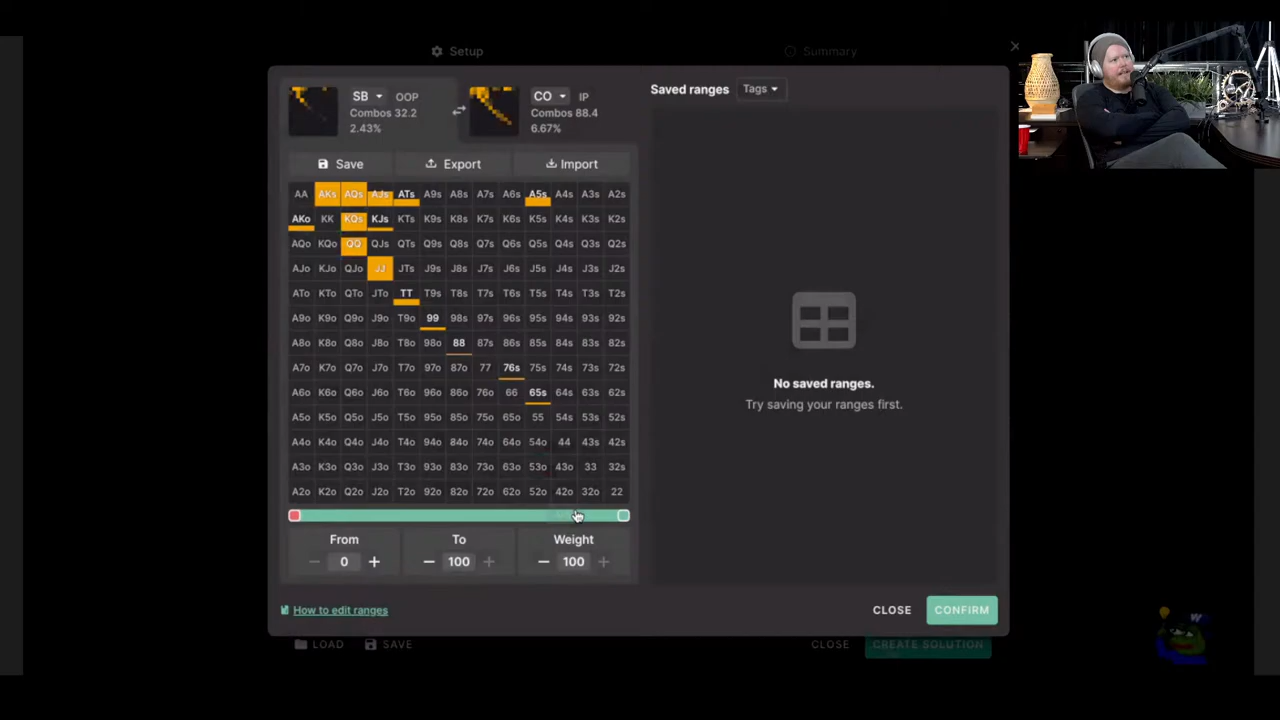 Setup
Summary
SB OOP
Combos 32.2
2.43%
CO IP
Combos 88.4
6.67%
Saved ranges Tags
Save Export Import
AA AKs AQs AJs ATs A9s A8s A7s A6s A5s A4s A3s A2s
AKo KK KQs KJs KTs K9s K8s K7s K6s K5s K4s K3s K2s
AQo KQo QQ QJs QTs Q9s Q8s Q7s Q6s Q5s Q4s Q3s Q2s
AJo KJo QJo JJ JTs J9s J8s J7s J6s J5s J4s J3s J2s
ATo KTo QTo JTo TT T9s T8s T7s T6s T5s T4s T3s T2s
A9o K9o Q9o J9o T9o 99 98s 97s 96s 95s 94s 93s 92s
A8o K8o Q8o J8o T8o 98o 88 87s 86s 85s 84s 83s 82s
A7o K7o Q7o J7o T7o 97o 87o 77 76s 75s 74s 73s 72s
A6o K6o Q6o J6o T6o 96o 86o 76o 66 65s 64s 63s 62s
A5o K5o Q5o J5o T5o 95o 85o 75o 65o 55 54s 53s 52s
A4o K4o Q4o J4o T4o 94o 84o 74o 64o 54o 44 43s 42s
A3o K3o Q3o J3o T3o 93o 83o 73o 63o 53o 43o 33 32s
A2o K2o Q2o J2o T2o 92o 82o 72o 62o 52o 42o 32o 22
No saved ranges.
Try saving your ranges first.
From To Weight
− 0 + − 100 + − 100 +
How to edit ranges
CLOSE CONFIRM
LOAD SAVE CLOSE CREATE SOLUTION
W